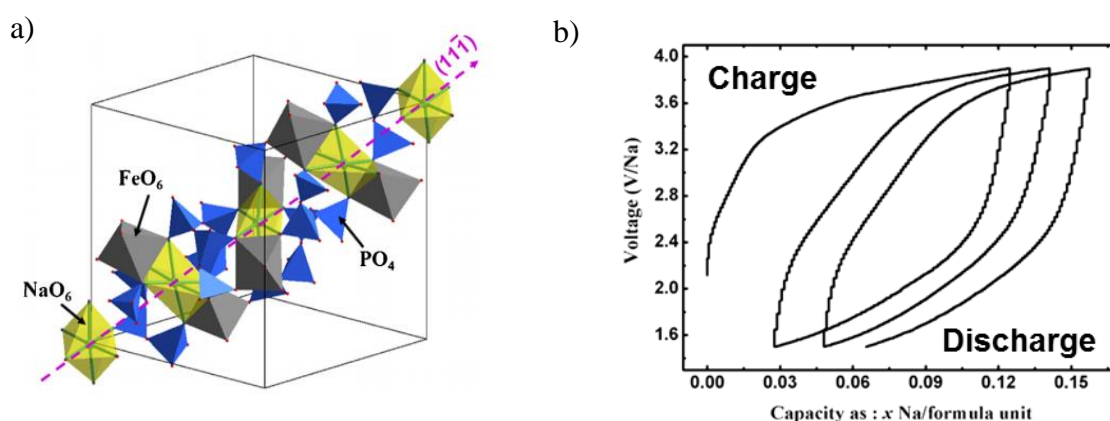 a)
(11̅1)
FeO₆
NaO₆
PO₄
b)
Charge
Discharge
4.0
3.6
3.2
2.8
2.4
2.0
1.6
Voltage (V/Na)
0.00 0.03 0.06 0.09 0.12 0.15
Capacity as : x Na/formula unit